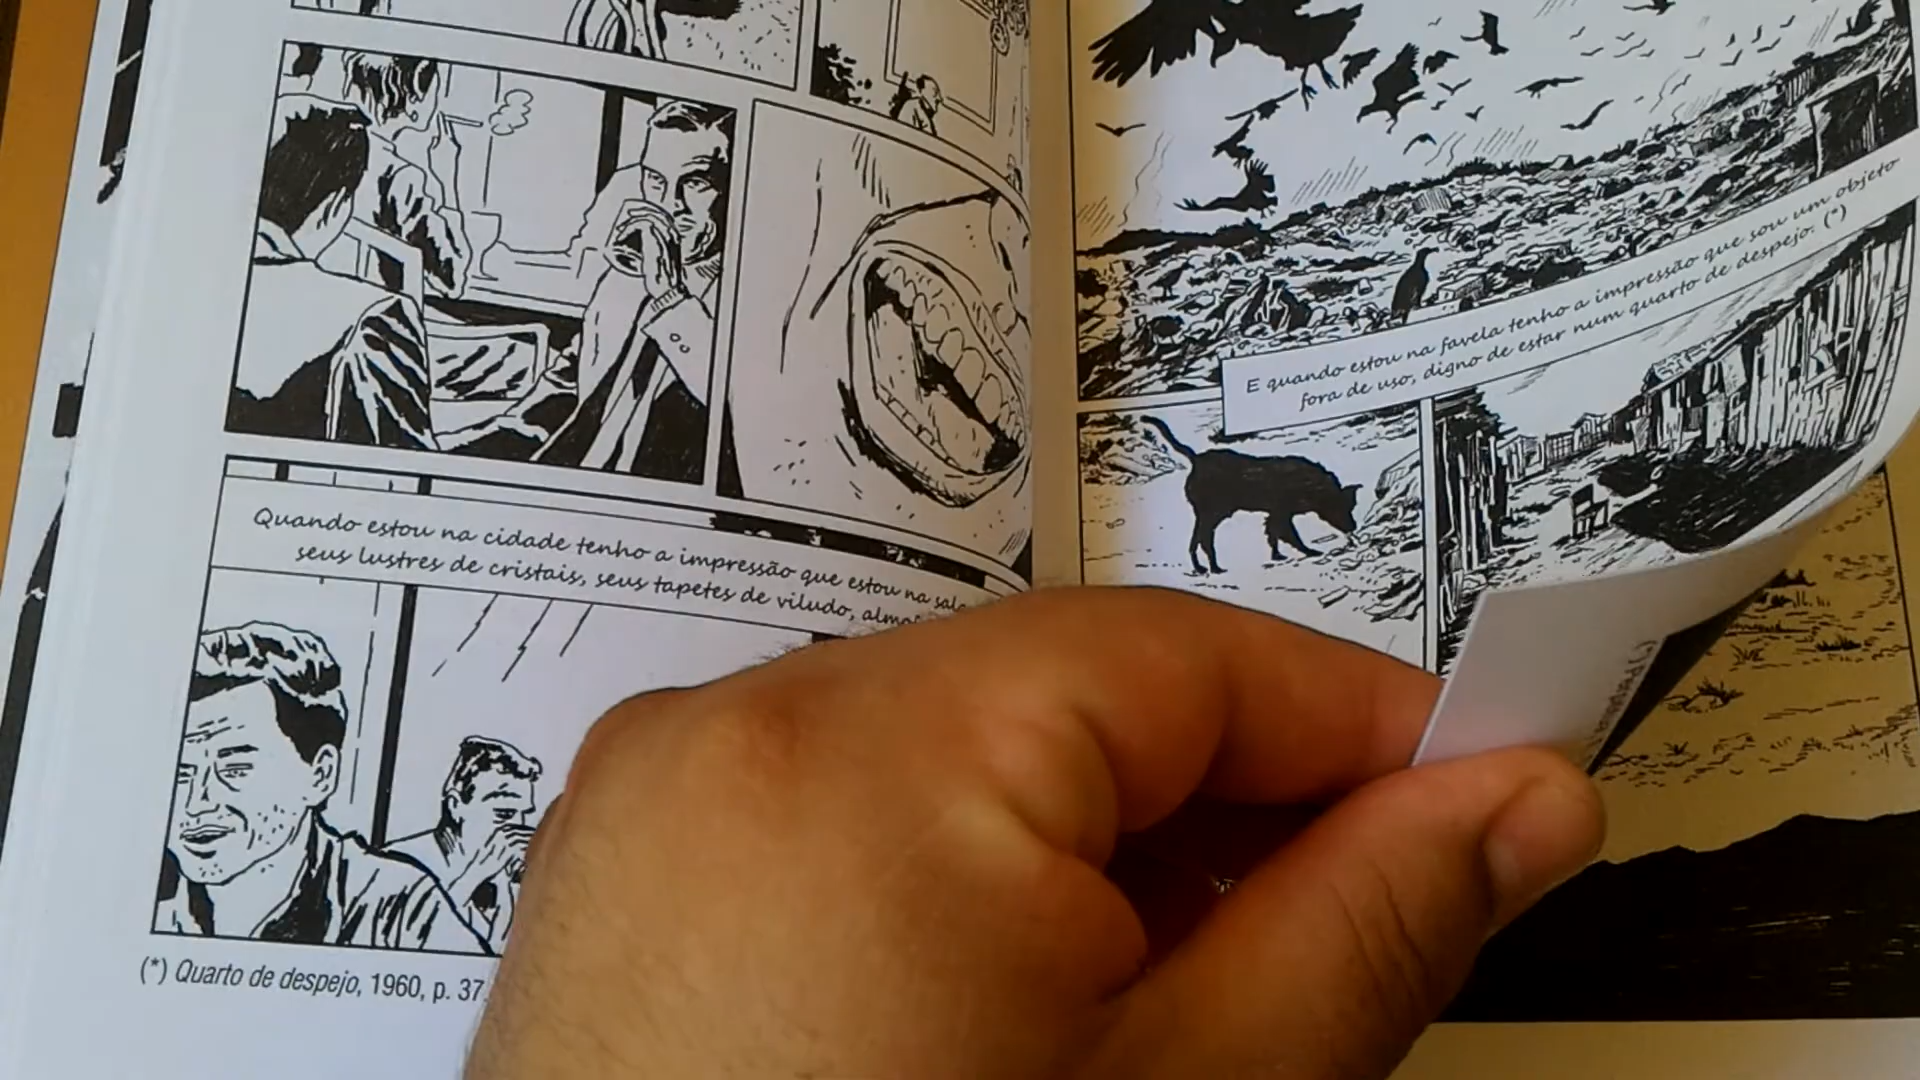 Quando estou na cidade tenho a impressão que estou na
seus lustres de cristais, seus tapetes de viludo,
(*) Quarto de despejo, 1960, p. 37.
E quando estou na favela tenho a impressão que sou um objeto
fora de uso, digno de estar num quarto de despejo. (*)